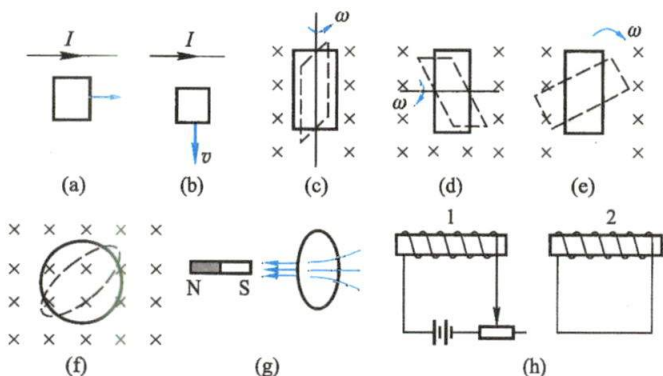 I I ω
ω ω
v
(a) (b) (c) (d) (e)
1 2
N S
(f) (g) (h)